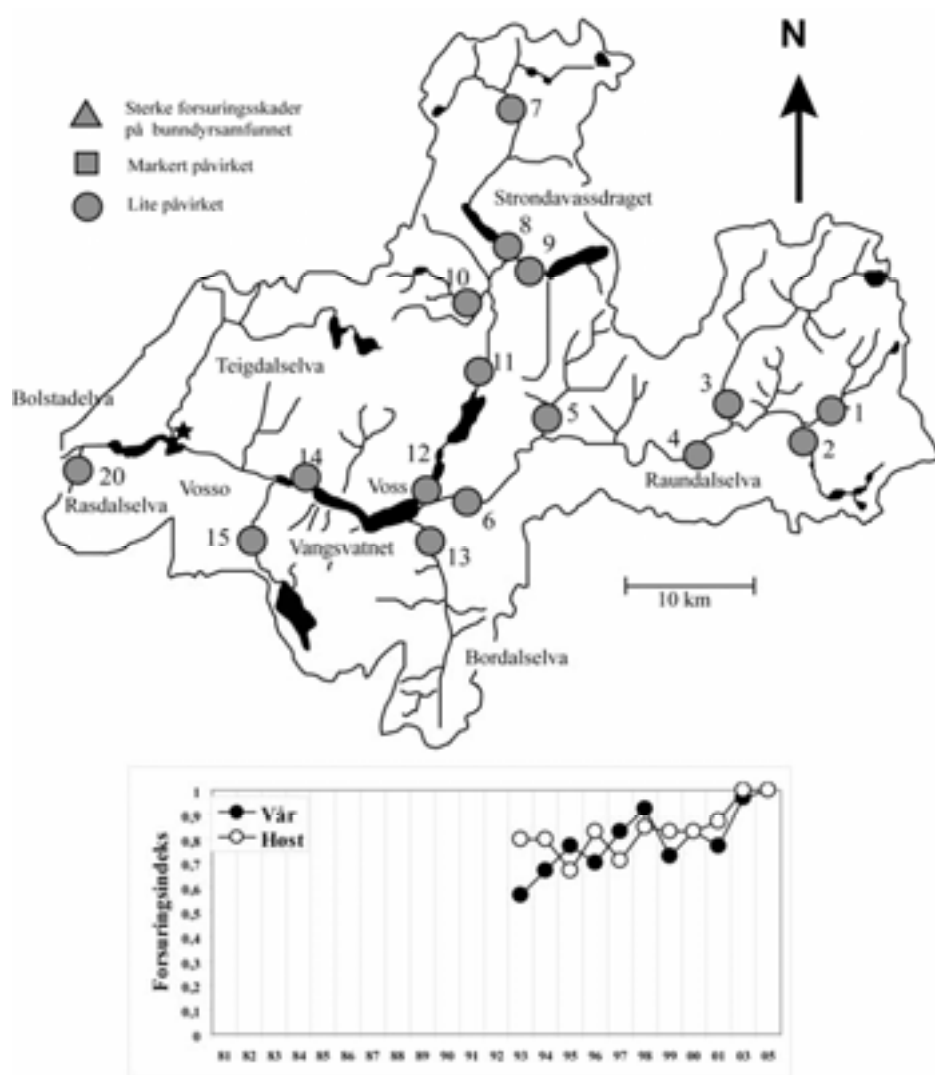 N
Sterke forsuringsskader
på bunndyrsamfunnet
Markert påvirket
Lite påvirket
7
Strondavassdraget
8
9
10
Teigdalselva
11
Bolstadelva
3
1
5
2
4
14
12
Voss
20
Vosso
Raundalselva
Rasdalselva
6
15
Vangsvatnet
13
10 km
Bordalselva
1
0,9
0,8
0,7
0,6
0,5
0,4
0,3
0,2
0,1
0
Vår
Høst
Forsuringsindeks
81 82 83 84 85 86 87 88 89 90 91 92 93 94 95 96 97 98 99 00 01 03 05